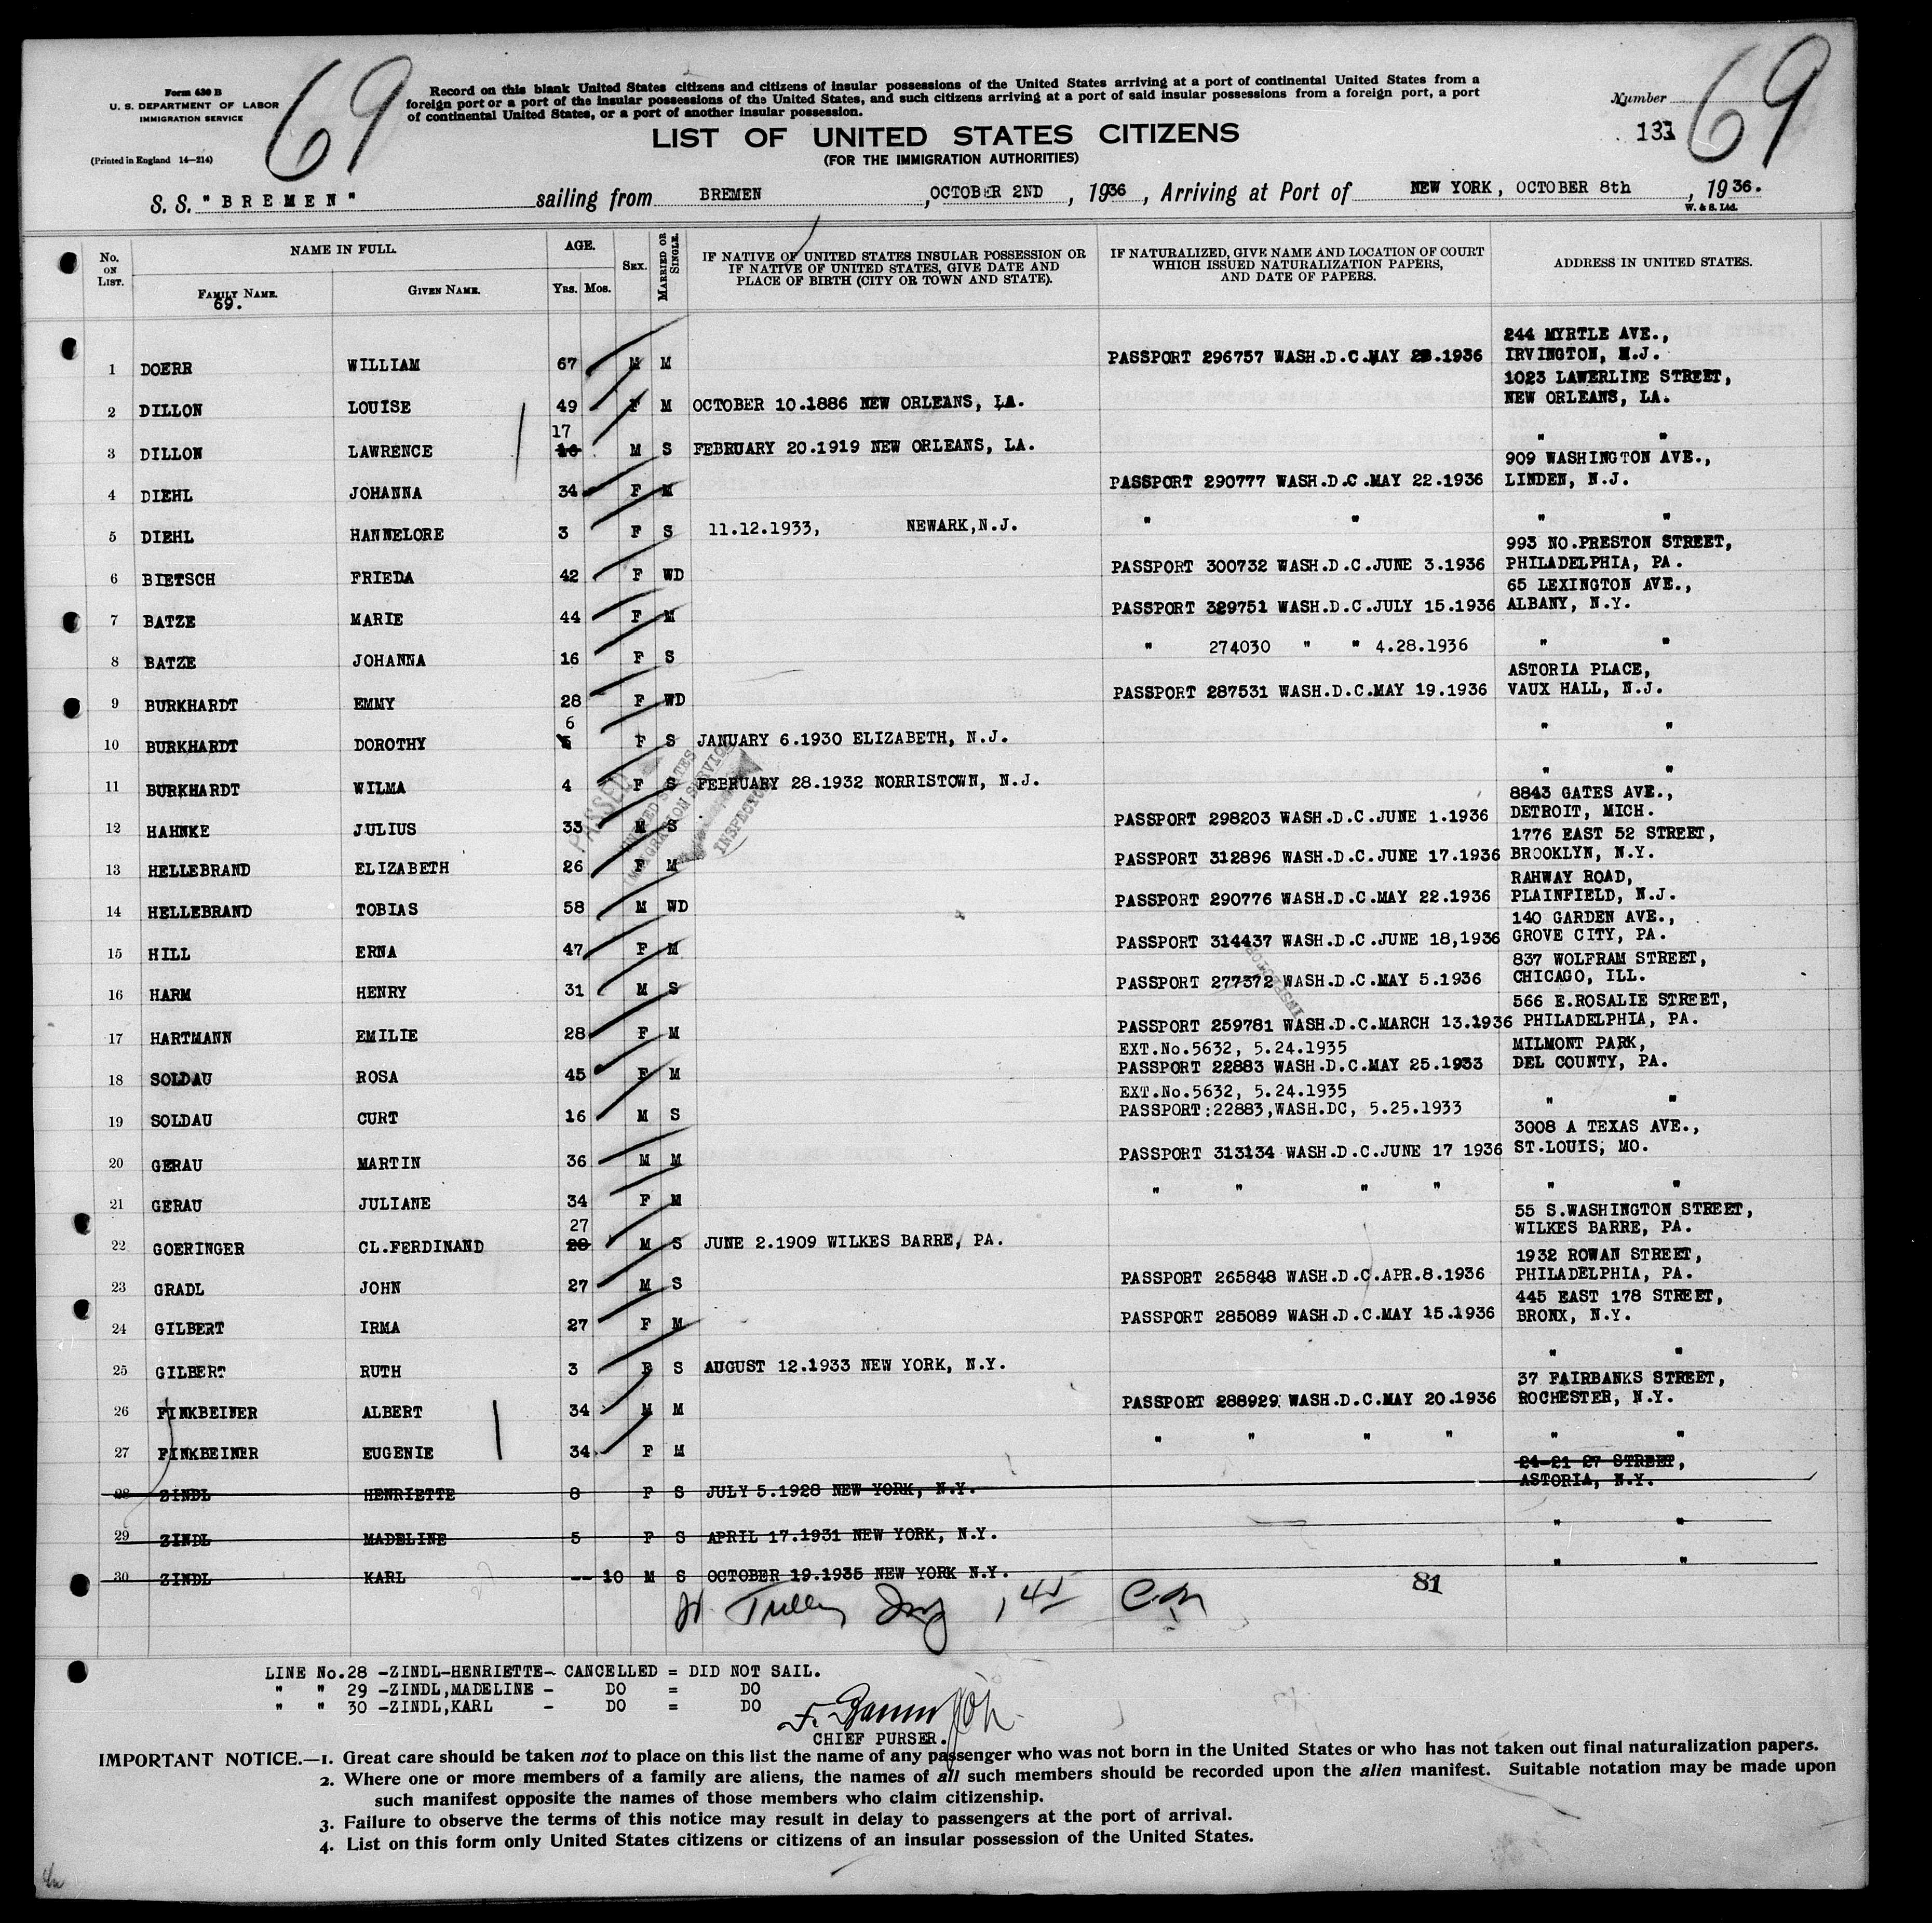 69
69
Form 630 B
U. S. DEPARTMENT OF LABOR
IMMIGRATION SERVICE
(Printed in England 14—214)
Record on this blank United States citizens and citizens of insular possessions of the United States arriving at a port of continental United States from a
foreign port or a port of the insular possessions of the United States, and such citizens arriving at a port of said insular possessions from a foreign port, a port
of continental United States, or a port of another insular possession.
Number
131
LIST OF UNITED STATES CITIZENS
(FOR THE IMMIGRATION AUTHORITIES)
S. S. "BREMEN" sailing from BREMEN, OCTOBER 2ND, 1936, Arriving at Port of NEW YORK, OCTOBER 8th, 1936.
W. & S. Ltd.
No. ON LIST. NAME IN FULL. FAMILY NAME. GIVEN NAME. AGE. Yrs. Mos. SEX. MARRIED OR SINGLE. IF NATIVE OF UNITED STATES INSULAR POSSESSION OR IF NATIVE OF UNITED STATES, GIVE DATE AND PLACE OF BIRTH (CITY OR TOWN AND STATE). IF NATURALIZED, GIVE NAME AND LOCATION OF COURT WHICH ISSUED NATURALIZATION PAPERS, AND DATE OF PAPERS. ADDRESS IN UNITED STATES.
69.
244 MYRTLE AVE.,
1 DOERR WILLIAM 67 M M PASSPORT 296757 WASH.D.C.MAY 28.1936 IRVINGTON, N.J.
1023 LAWERLINE STREET,
2 DILLON LOUISE 49 F M OCTOBER 10.1886 NEW ORLEANS, LA. NEW ORLEANS, LA.
17
3 DILLON LAWRENCE 16 M S FEBRUARY 20.1919 NEW ORLEANS, LA. " "
909 WASHINGTON AVE.,
4 DIEHL JOHANNA 34 F M PASSPORT 290777 WASH.D.C.MAY 22.1936 LINDEN, N.J.
5 DIEHL HANNELORE 3 F S 11.12.1933, NEWARK,N.J. " " " "
993 NO.PRESTON STREET,
6 BIETSCH FRIEDA 42 F WD PASSPORT 300732 WASH.D.C.JUNE 3.1936 PHILADELPHIA, PA.
65 LEXINGTON AVE.,
7 BATZE MARIE 44 F M PASSPORT 329751 WASH.D.C.JULY 15.1936 ALBANY, N.Y.
8 BATZE JOHANNA 16 F S " 274030 " " 4.28.1936 " "
ASTORIA PLACE,
9 BURKHARDT EMMY 28 F WD PASSPORT 287531 WASH.D.C.MAY 19.1936 VAUX HALL, N.J.
6
10 BURKHARDT DOROTHY 5 F S JANUARY 6.1930 ELIZABETH, N.J. " "
11 BURKHARDT WILMA 4 F S FEBRUARY 28.1932 NORRISTOWN, N.J. " "
PASSED
UNITED STATES
IMMIGRATION SERVICE
INSPECTOR
8843 GATES AVE.,
12 HAHNKE JULIUS 33 M S PASSPORT 298203 WASH.D.C.JUNE 1.1936 DETROIT, MICH.
1776 EAST 52 STREET,
13 HELLEBRAND ELIZABETH 26 F M PASSPORT 312896 WASH.D.C.JUNE 17.1936 BROOKLYN, N.Y.
RAHWAY ROAD,
14 HELLEBRAND TOBIAS 58 M WD PASSPORT 290776 WASH.D.C.MAY 22.1936 PLAINFIELD, N.J.
140 GARDEN AVE.,
15 HILL ERNA 47 F M PASSPORT 314437 WASH.D.C.JUNE 18,1936 GROVE CITY, PA.
INSPECTOR
837 WOLFRAM STREET,
16 HARM HENRY 31 M S PASSPORT 277372 WASH.D.C.MAY 5.1936 CHICAGO, ILL.
566 E.ROSALIE STREET,
17 HARTMANN EMILIE 28 F M PASSPORT 259781 WASH.D.C.MARCH 13.1936 PHILADELPHIA, PA.
EXT.No.5632, 5.24.1935 MILMONT PARK,
18 SOLDAU ROSA 45 F M PASSPORT 22883 WASH.D.C.MAY 25.1933 DEL COUNTY, PA.
EXT.No.5632, 5.24.1935
19 SOLDAU CURT 16 M S PASSPORT:22883,WASH.DC, 5.25.1933 " "
3008 A TEXAS AVE.,
20 GERAU MARTIN 36 M M PASSPORT 313134 WASH.D.C.JUNE 17 1936 ST.LOUIS, MO.
21 GERAU JULIANE 34 F M " " " " " "
27 55 S.WASHINGTON STREET,
22 GOERINGER CL.FERDINAND 28 M S JUNE 2.1909 WILKES BARRE, PA. WILKES BARRE, PA.
1932 ROWAN STREET,
23 GRADL JOHN 27 M S PASSPORT 265848 WASH.D.C.APR.8.1936 PHILADELPHIA, PA.
445 EAST 178 STREET,
24 GILBERT IRMA 27 F M PASSPORT 285089 WASH.D.C.MAY 15.1936 BRONX, N.Y.
25 GILBERT RUTH 3 F S AUGUST 12.1933 NEW YORK, N.Y. " "
37 FAIRBANKS STREET,
26 FINKBEINER ALBERT 34 M M PASSPORT 288929 WASH.D.C.MAY 20.1936 ROCHESTER, N.Y.
27 FINKBEINER EUGENIE 34 F M " " " " " "
24-21 27 STREET,
28 ZINDL HENRIETTE 8 F S JULY 5.1928 NEW YORK, N.Y. ASTORIA, N.Y.
29 ZINDL MADELINE 5 F S APRIL 17.1931 NEW YORK, N.Y. " "
30 ZINDL KARL -- 10 M S OCTOBER 19.1935 NEW YORK N.Y. " "
81
LINE No.28 -ZINDL-HENRIETTE- CANCELLED = DID NOT SAIL.
" " 29 -ZINDL,MADELINE - DO = DO
" " 30 -ZINDL,KARL - DO = DO
CHIEF PURSER.
IMPORTANT NOTICE.—1. Great care should be taken not to place on this list the name of any passenger who was not born in the United States or who has not taken out final naturalization papers.
2. Where one or more members of a family are aliens, the names of all such members should be recorded upon the alien manifest. Suitable notation may be made upon
such manifest opposite the names of those members who claim citizenship.
3. Failure to observe the terms of this notice may result in delay to passengers at the port of arrival.
4. List on this form only United States citizens or citizens of an insular possession of the United States.